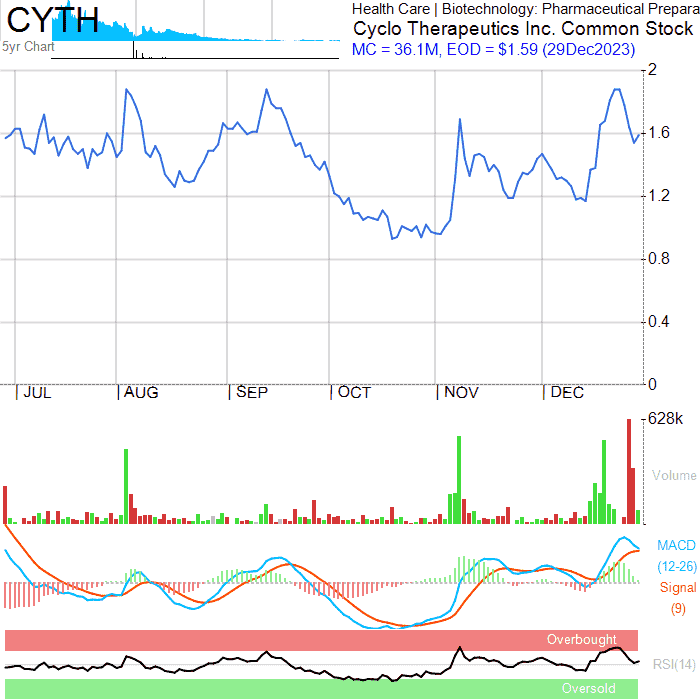 CYTH
Health Care | Biotechnology: Pharmaceutical Prepara
Cyclo Therapeutics Inc. Common Stock
5yr Chart
MC = 36.1M, EOD = $1.59 (29Dec2023)
2
1.6
1.2
0.8
0.4
0
JUL AUG SEP OCT NOV DEC
628k
Volume
MACD
(12-26)
Signal
(9)
Overbought
RSI(14)
Oversold